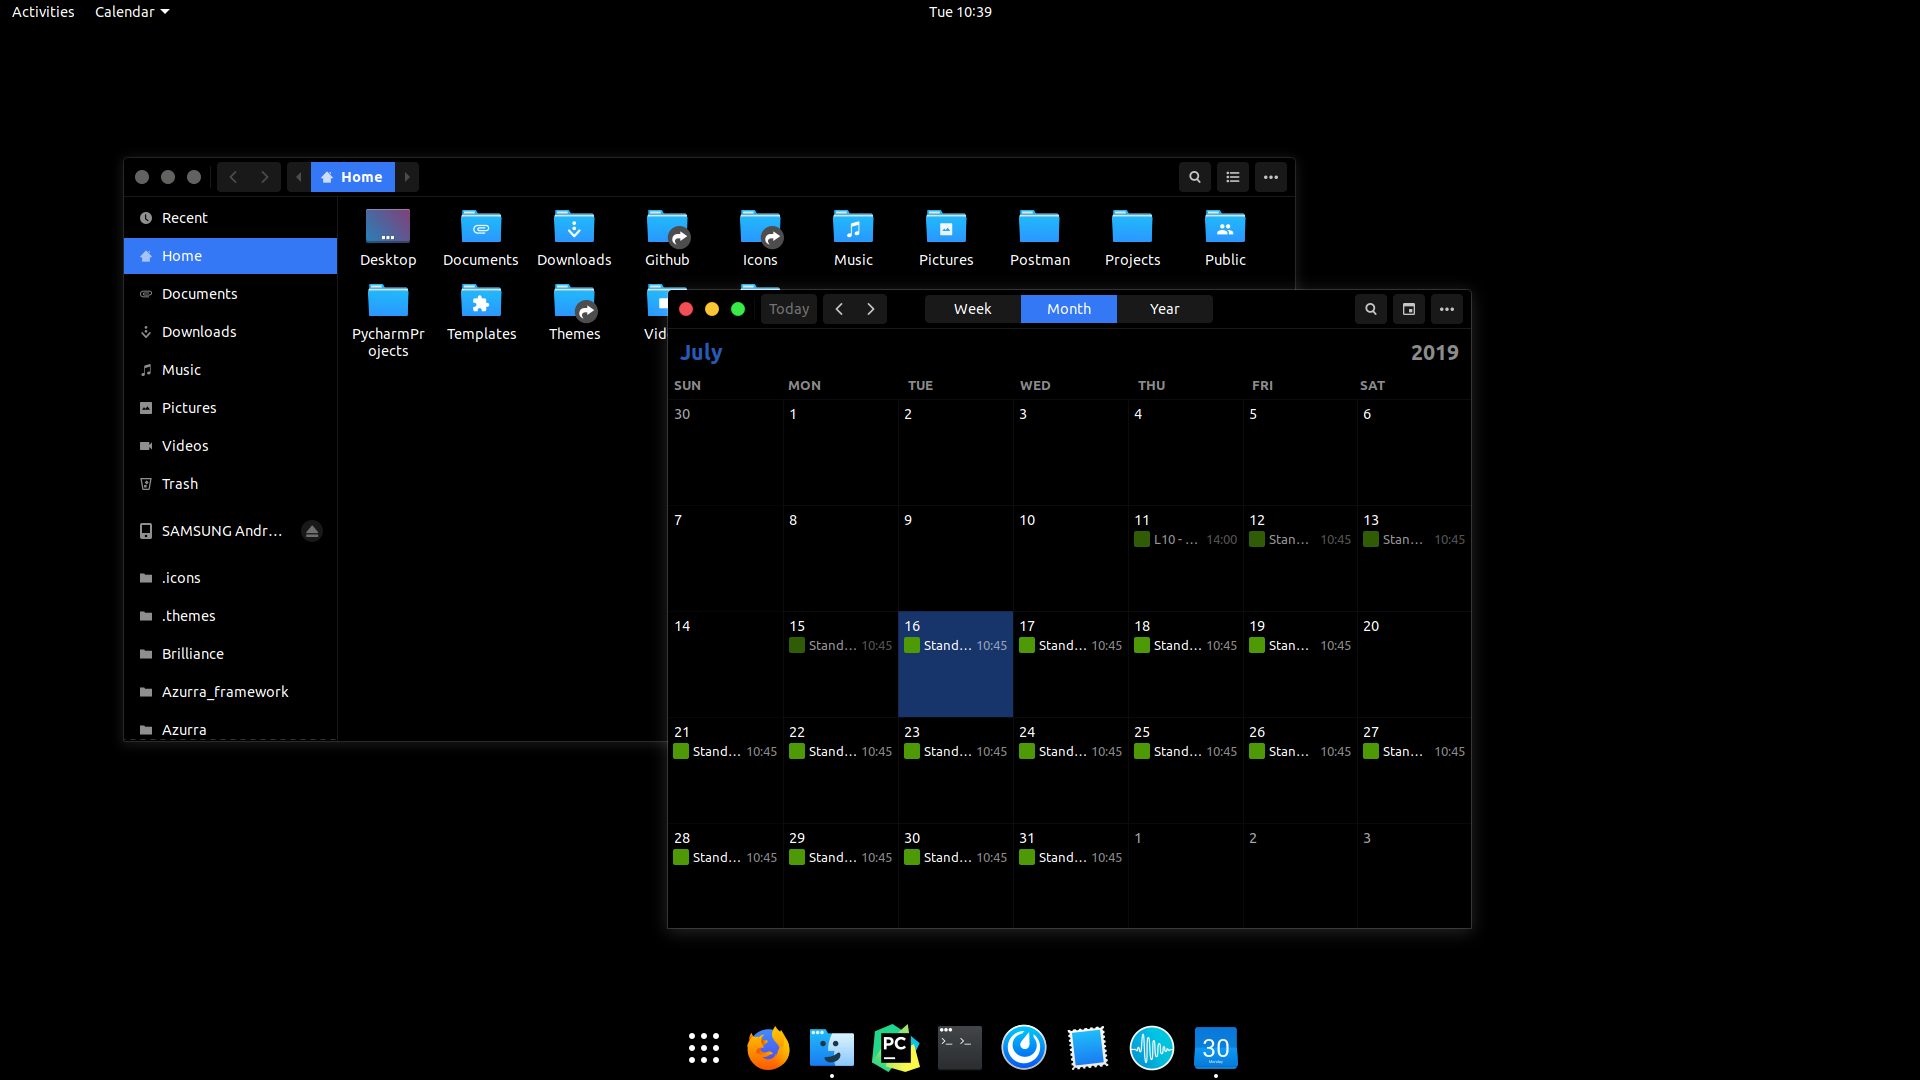 Activities Calendar Tue 10:39
Home
Recent
Home
Documents
Downloads
Music
Pictures
Videos
Trash
SAMSUNG Andr...
.icons
.themes
Brilliance
Azurra_framework
Azurra
Desktop Documents Downloads Github Icons Music Pictures Postman Projects Public
PycharmPr
ojects
Templates Themes Vid
Today Week Month Year
July 2019
SUN MON TUE WED THU FRI SAT
30 1 2 3 4 5 6
7 8 9 10 11 12 13
L10 - ... 14:00 Stan... 10:45 Stan... 10:45
14 15 16 17 18 19 20
Stand... 10:45 Stand... 10:45 Stand... 10:45 Stand... 10:45 Stan... 10:45
21 22 23 24 25 26 27
Stand... 10:45 Stand... 10:45 Stand... 10:45 Stand... 10:45 Stand... 10:45 Stan... 10:45 Stan... 10:45
28 29 30 31 1 2 3
Stand... 10:45 Stand... 10:45 Stand... 10:45 Stand... 10:45
PC
30
Monday